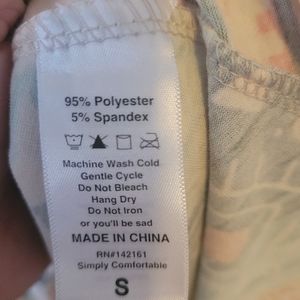 95% Polyester
5% Spandex
Machine Wash Cold
Gentle Cycle
Do Not Bleach
Hang Dry
Do Not Iron
or you'll be sad
MADE IN CHINA
RN#142161
Simply Comfortable
S